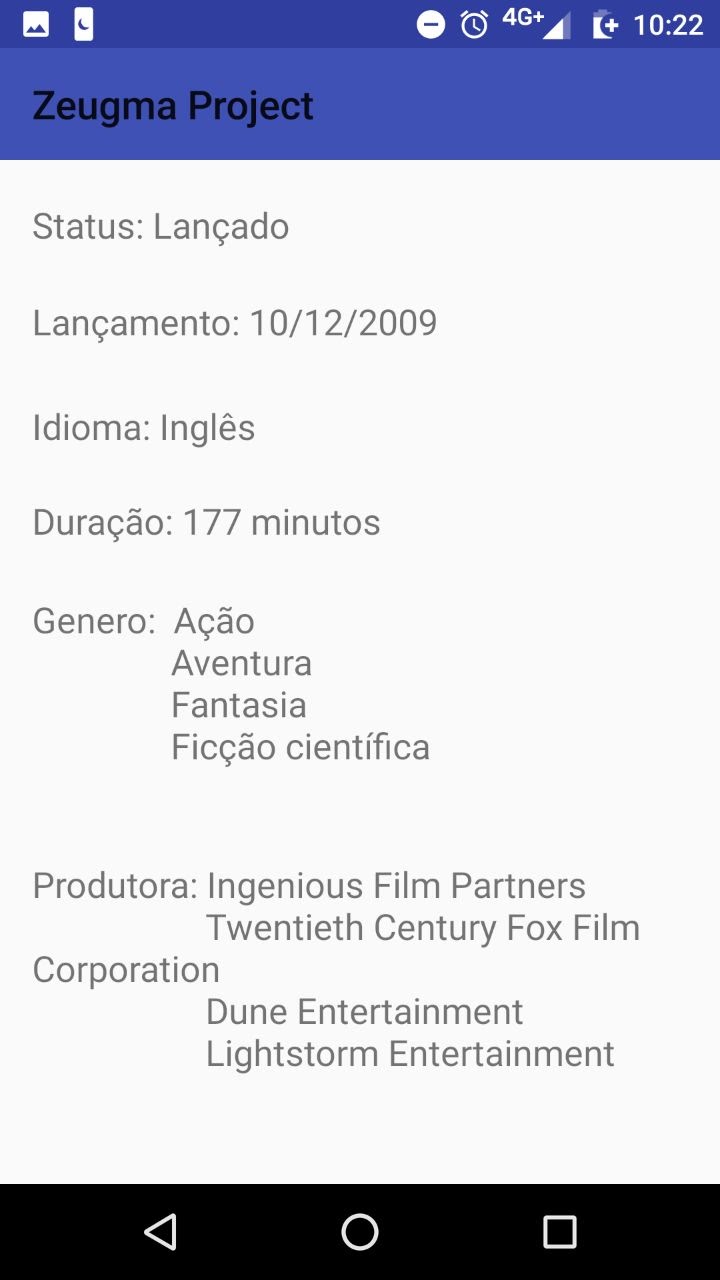 4G+ 10:22
Zeugma Project
Status: Lançado
Lançamento: 10/12/2009
Idioma: Inglês
Duração: 177 minutos
Genero: Ação
Aventura
Fantasia
Ficção científica
Produtora: Ingenious Film Partners
Twentieth Century Fox Film
Corporation
Dune Entertainment
Lightstorm Entertainment